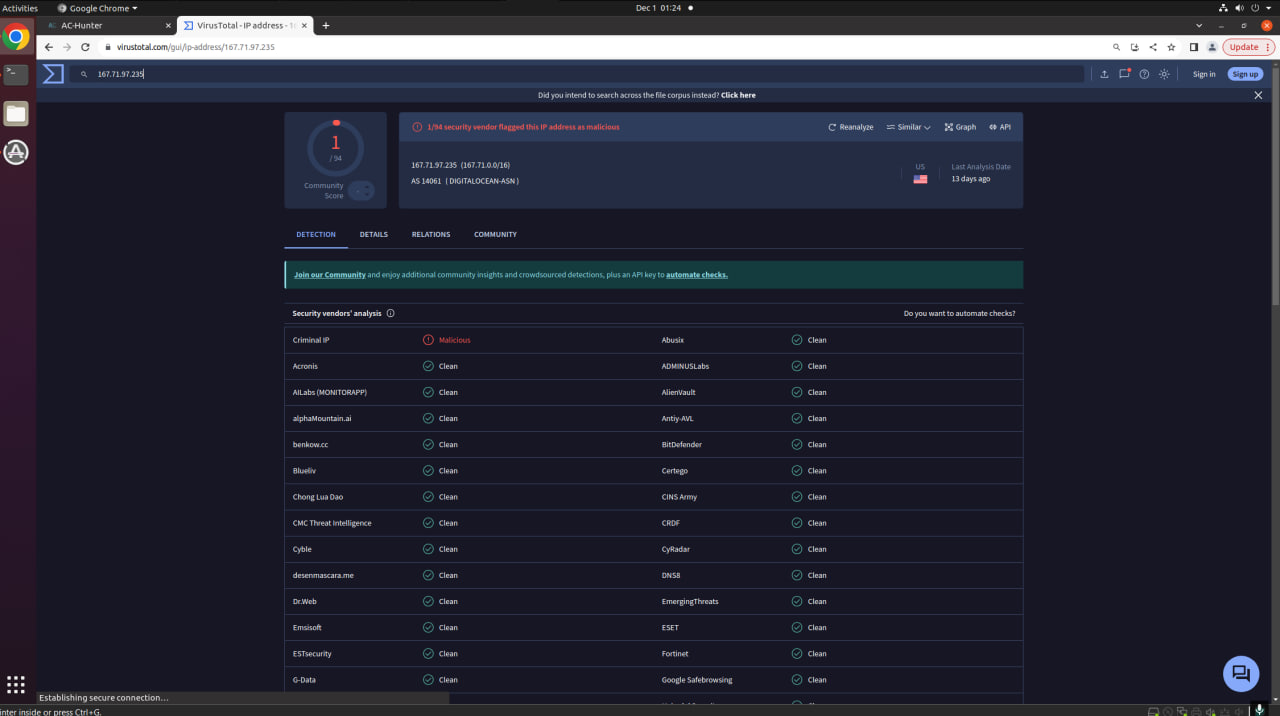 Activities Google Chrome Dec 1 01:24
AC-Hunter VirusTotal - IP address - 16
virustotal.com/gui/ip-address/167.71.97.235 Update
167.71.97.235 Sign in Sign up
Did you intend to search across the file corpus instead? Click here
1
/ 94
Community
Score
1/94 security vendor flagged this IP address as malicious Reanalyze Similar Graph API
167.71.97.235 (167.71.0.0/16)
AS 14061 ( DIGITALOCEAN-ASN )
US
Last Analysis Date
13 days ago
DETECTION DETAILS RELATIONS COMMUNITY
Join our Community and enjoy additional community insights and crowdsourced detections, plus an API key to automate checks.
Security vendors' analysis Do you want to automate checks?
Criminal IP Malicious Abusix Clean
Acronis Clean ADMINUSLabs Clean
AILabs (MONITORAPP) Clean AlienVault Clean
alphaMountain.ai Clean Antiy-AVL Clean
benkow.cc Clean BitDefender Clean
Blueliv Clean Certego Clean
Chong Lua Dao Clean CINS Army Clean
CMC Threat Intelligence Clean CRDF Clean
Cyble Clean CyRadar Clean
desenmascara.me Clean DNS8 Clean
Dr.Web Clean EmergingThreats Clean
Emsisoft Clean ESET Clean
ESTsecurity Clean Fortinet Clean
G-Data Clean Google Safebrowsing Clean
Establishing secure connection...
nter inside or press Ctrl+G.